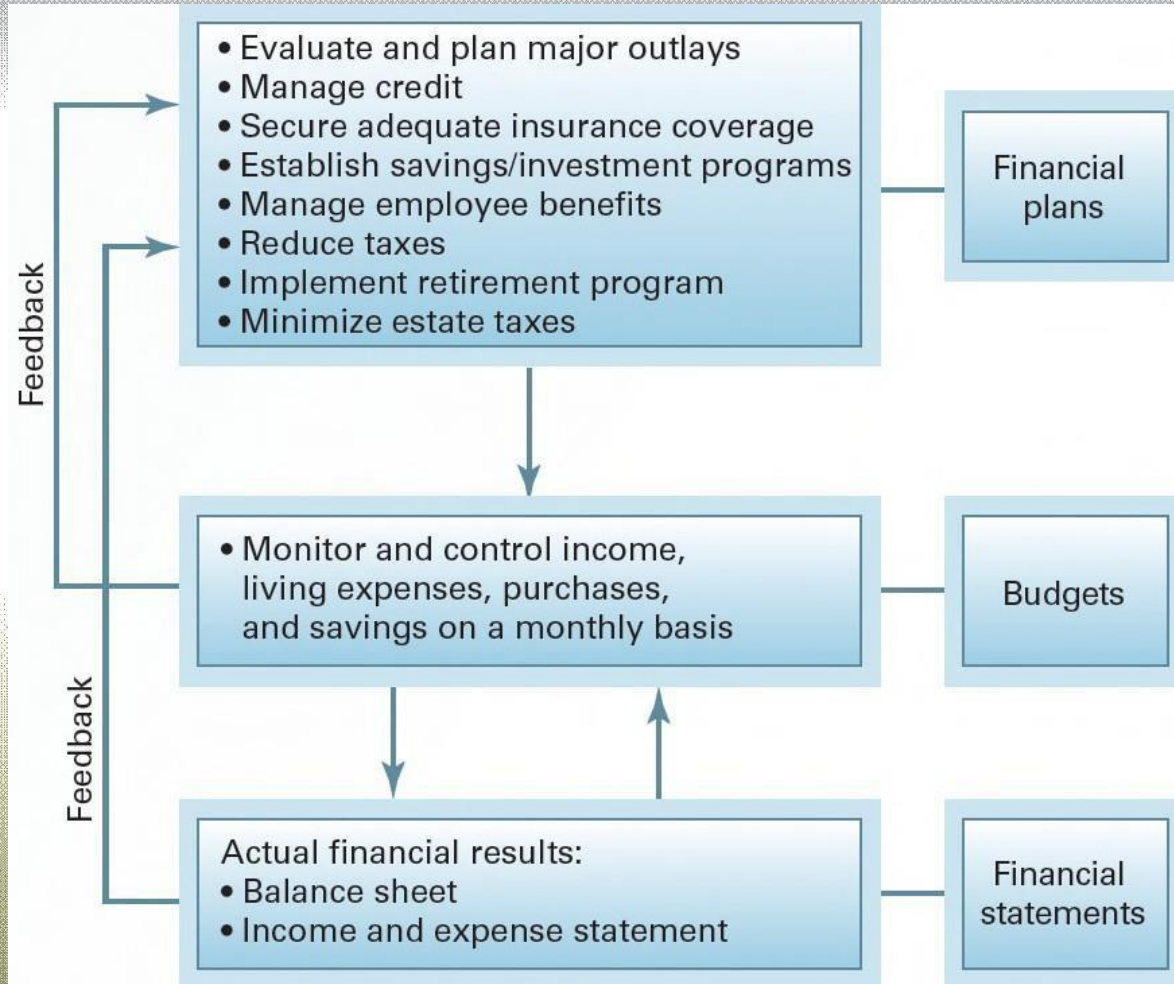 • Evaluate and plan major outlays
• Manage credit
• Secure adequate insurance coverage
• Establish savings/investment programs
• Manage employee benefits
• Reduce taxes
• Implement retirement program
• Minimize estate taxes
Financial
plans
Feedback
• Monitor and control income,
living expenses, purchases,
and savings on a monthly basis
Budgets
Feedback
Actual financial results:
• Balance sheet
• Income and expense statement
Financial
statements